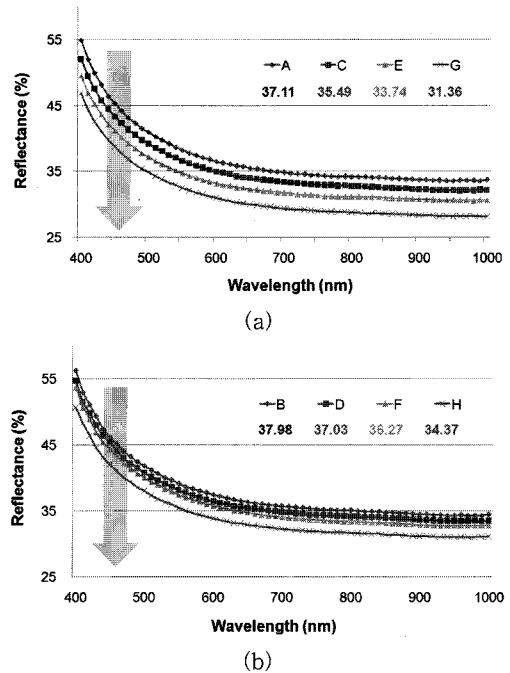 55
45
35
25
Reflectance (%)
A C E G
37.11 35.49 33.74 31.36
400 500 600 700 800 900 1000
Wavelength (nm)
(a)
55
45
35
25
Reflectance (%)
B D F H
37.98 37.03 36.27 34.37
400 500 600 700 800 900 1000
Wavelength (nm)
(b)